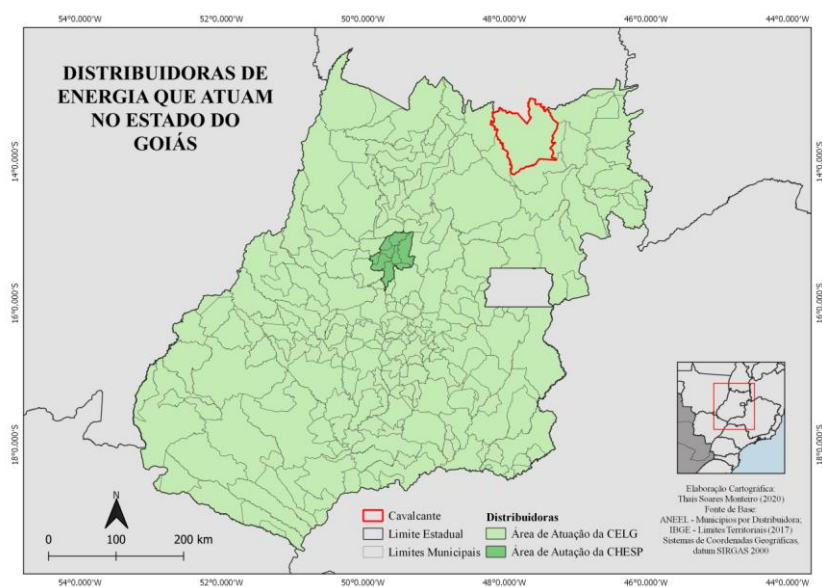 54°0.000'O 52°0.000'O 50°0.000'O 48°0.000'O 46°0.000'O 44°0.000'O
DISTRIBUIDORAS DE
ENERGIA QUE ATUAM
NO ESTADO DO
GOIÁS
14°0.000'S 14°0.000'S
16°0.000'S 16°0.000'S
18°0.000'S 18°0.000'S
N
0 100 200 km
Cavalcante
Limite Estadual
Limites Municipais
Distribuidoras
Área de Atuação da CELG
Área de Autação da CHESP
Elaboração Cartográfica:
Thais Soares Monteiro (2020)
Fonte de Base:
ANEEL - Municípios por Distribuidora;
IBGE - Limites Territoriais (2017)
Sistemas de Coordenadas Geográficas,
datum SIRGAS 2000
54°0.000'O 52°0.000'O 50°0.000'O 48°0.000'O 46°0.000'O 44°0.000'O